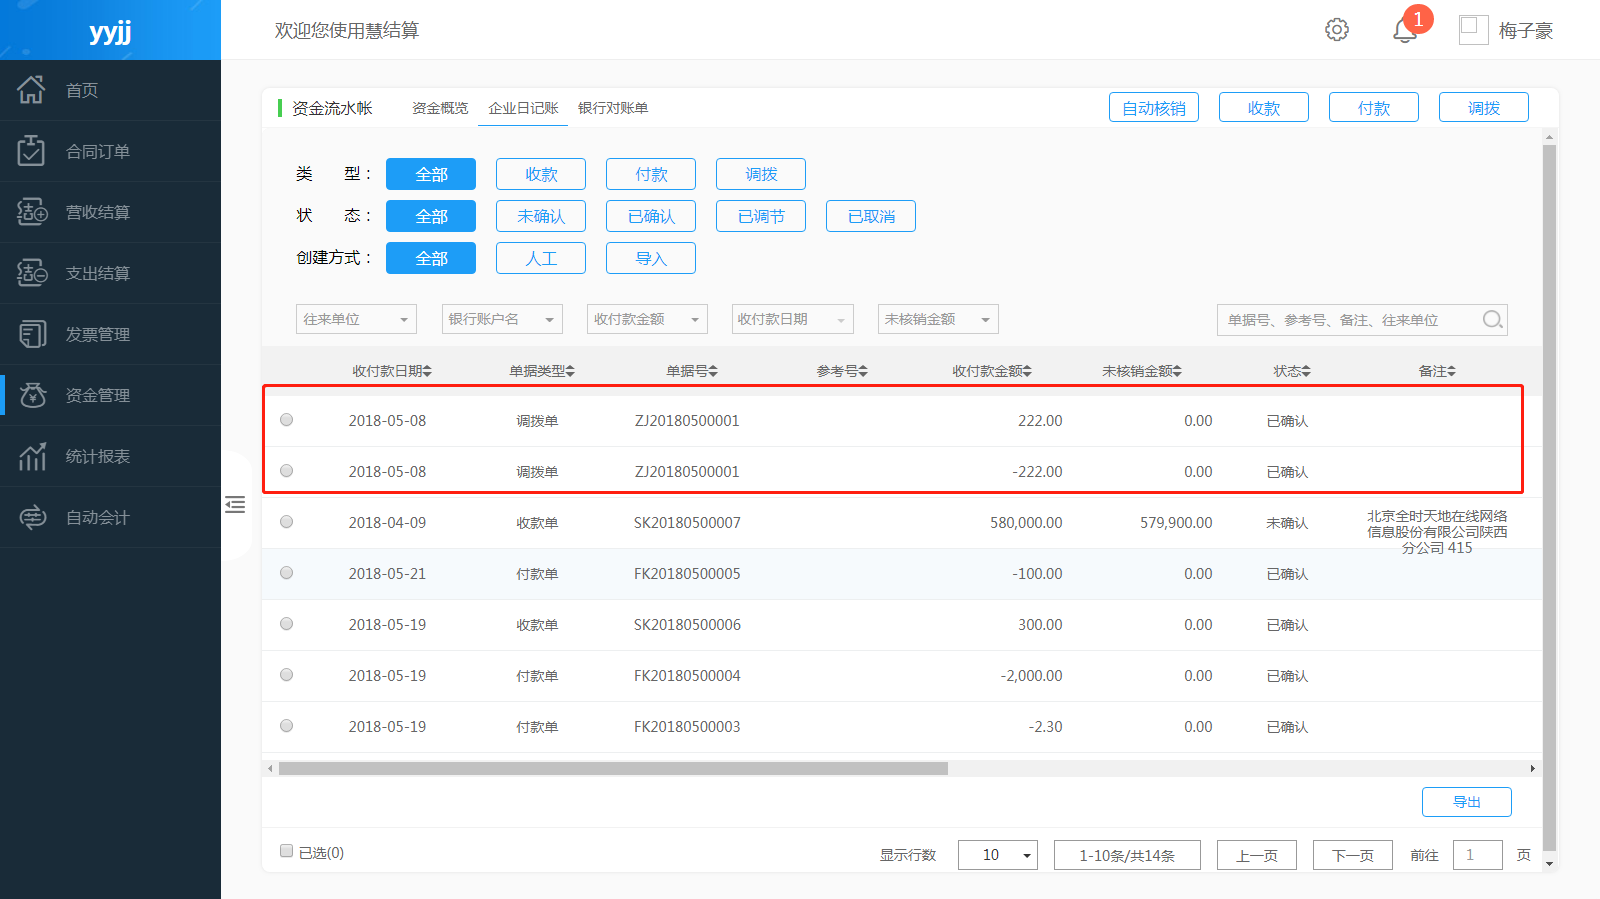 yyjj
欢迎您使用慧结算
1
梅子豪
首页
合同订单
营收结算
支出结算
发票管理
资金管理
统计报表
自动会计
资金流水帐 资金概览 企业日记账 银行对账单 自动核销 收款 付款 调拨
类 型： 全部 收款 付款 调拨
状 态： 全部 未确认 已确认 已调节 已取消
创建方式： 全部 人工 导入
往来单位 银行账户名 收付款金额 收付款日期 未核销金额 单据号、参考号、备注、往来单位
收付款日期 单据类型 单据号 参考号 收付款金额 未核销金额 状态 备注
2018-05-08 调拨单 ZJ20180500001 222.00 0.00 已确认
2018-05-08 调拨单 ZJ20180500001 -222.00 0.00 已确认
2018-04-09 收款单 SK20180500007 580,000.00 579,900.00 未确认 北京全时天地在线网络
信息股份有限公司陕西
分公司 415
2018-05-21 付款单 FK20180500005 -100.00 0.00 已确认
2018-05-19 收款单 SK20180500006 300.00 0.00 已确认
2018-05-19 付款单 FK20180500004 -2,000.00 0.00 已确认
2018-05-19 付款单 FK20180500003 -2.30 0.00 已确认
导出
已选(0) 显示行数 10 1-10条/共14条 上一页 下一页 前往 1 页